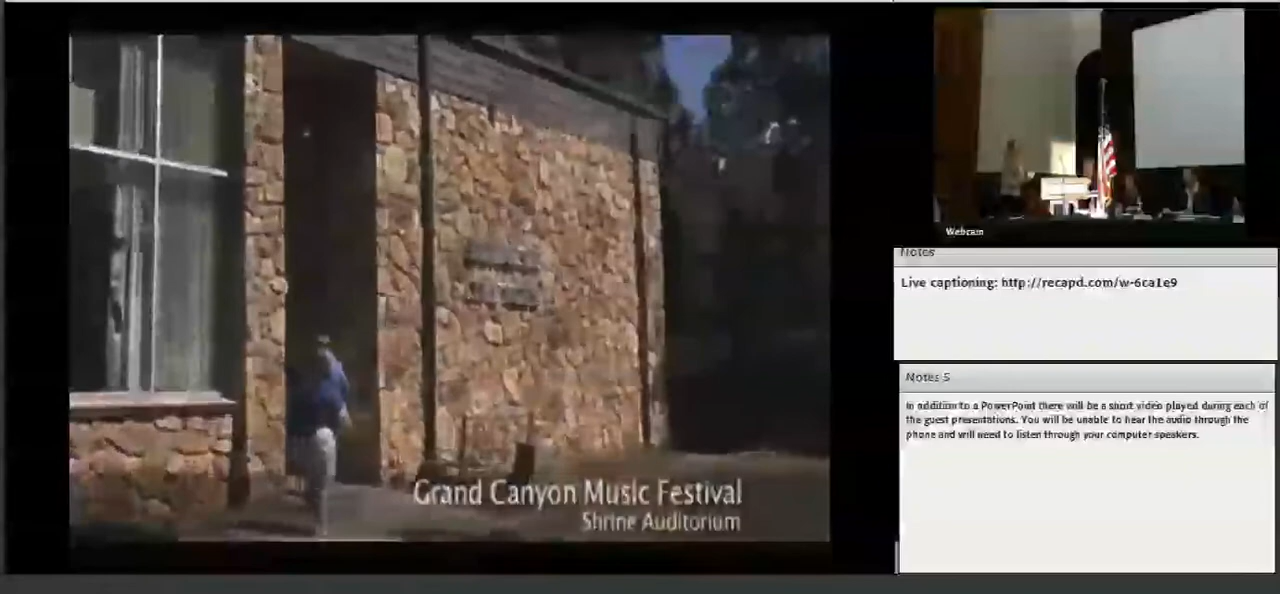 Grand Canyon Music Festival
Shrine Auditorium
Webcam
Notes
Live captioning: http://recapd.com/w-6ca1e9
Notes 5
In addition to a PowerPoint there will be a short video played during each of
the guest presentations. You will be unable to hear the audio through the
phone and will need to listen through your computer speakers.